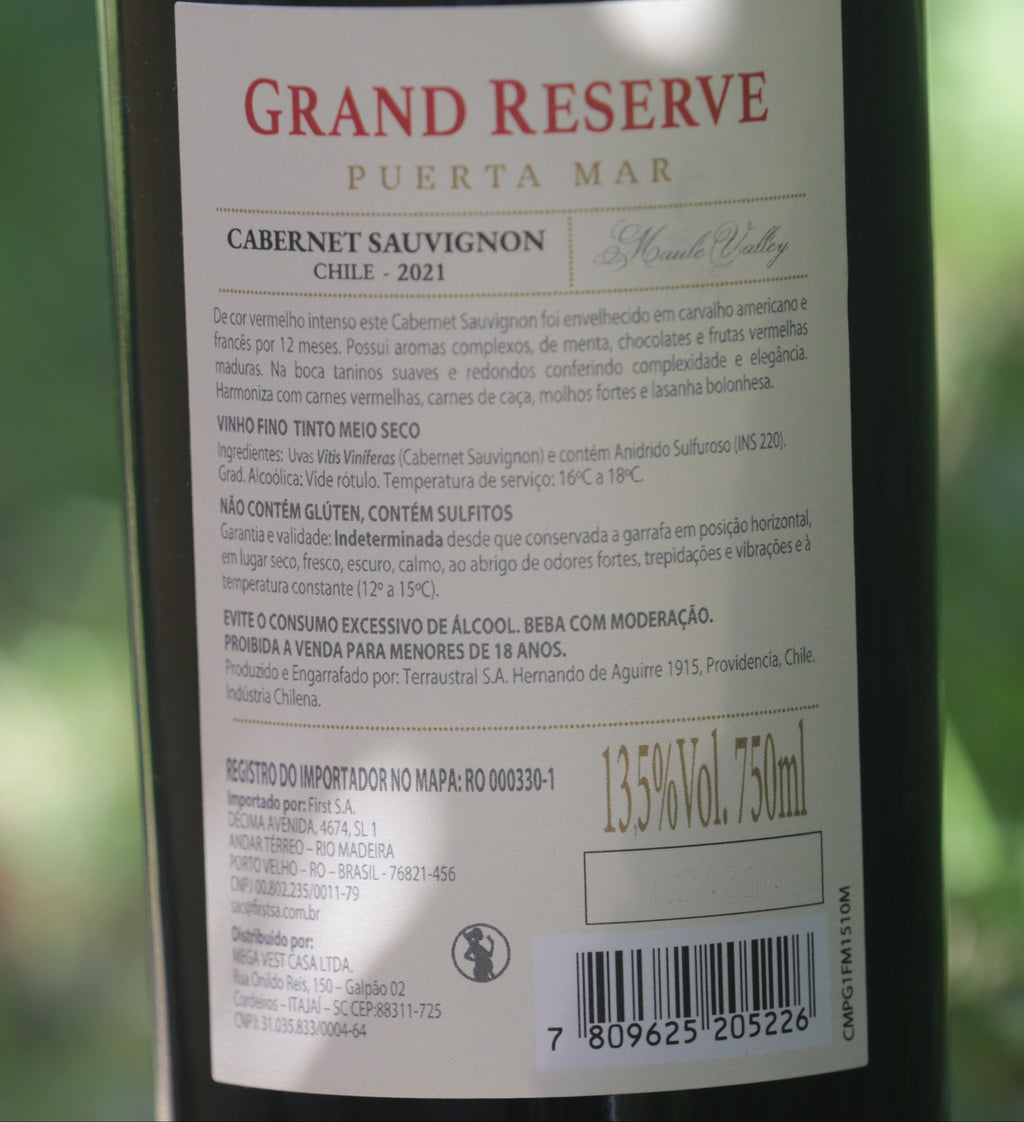 GRAND RESERVE
PUERTA MAR
CABERNET SAUVIGNON
CHILE - 2021
Maule Valley
De cor vermelho intenso este Cabernet Sauvignon foi envelhecido em carvalho americano e
francês por 12 meses. Possui aromas complexos, de menta, chocolates e frutas vermelhas
maduras. Na boca taninos suaves e redondos conferindo complexidade e elegância.
Harmoniza com carnes vermelhas, carnes de caça, molhos fortes e lasanha bolonhesa.
VINHO FINO TINTO MEIO SECO
Ingredientes: Uvas Vitis Viníferas (Cabernet Sauvignon) e contém Anidrido Sulfuroso (INS 220).
Grad. Alcoólica: Vide rótulo. Temperatura de serviço: 16ºC a 18ºC.
NÃO CONTÉM GLÚTEN, CONTÉM SULFITOS
Garantia e validade: Indeterminada desde que conservada a garrafa em posição horizontal,
em lugar seco, fresco, escuro, calmo, ao abrigo de odores fortes, trepidações e vibrações e à
temperatura constante (12º a 15ºC).
EVITE O CONSUMO EXCESSIVO DE ÁLCOOL. BEBA COM MODERAÇÃO.
PROIBIDA A VENDA PARA MENORES DE 18 ANOS.
Produzido e Engarrafado por: Terraustral S.A. Hernando de Aguirre 1915, Providencia, Chile.
Indústria Chilena.
REGISTRO DO IMPORTADOR NO MAPA: RO 000330-1
Importado por: First S.A.
DÉCIMA AVENIDA, 4674, SL 1
ANDAR TÉRREO – RIO MADEIRA
PORTO VELHO – RO – BRASIL - 76821-456
CNPJ 00.802.235/0011-79
sac@firstsa.com.br
Distribuido por:
MEGA VEST CASA LTDA.
Rua Onildo Reis, 150 – Galpão 02
Cordeiros – ITAJAÍ – SC CEP:88311-725
CNPJ: 31.035.833/0004-64
13,5%Vol. 750ml
7 809625 205226
CMPG1FM1510M